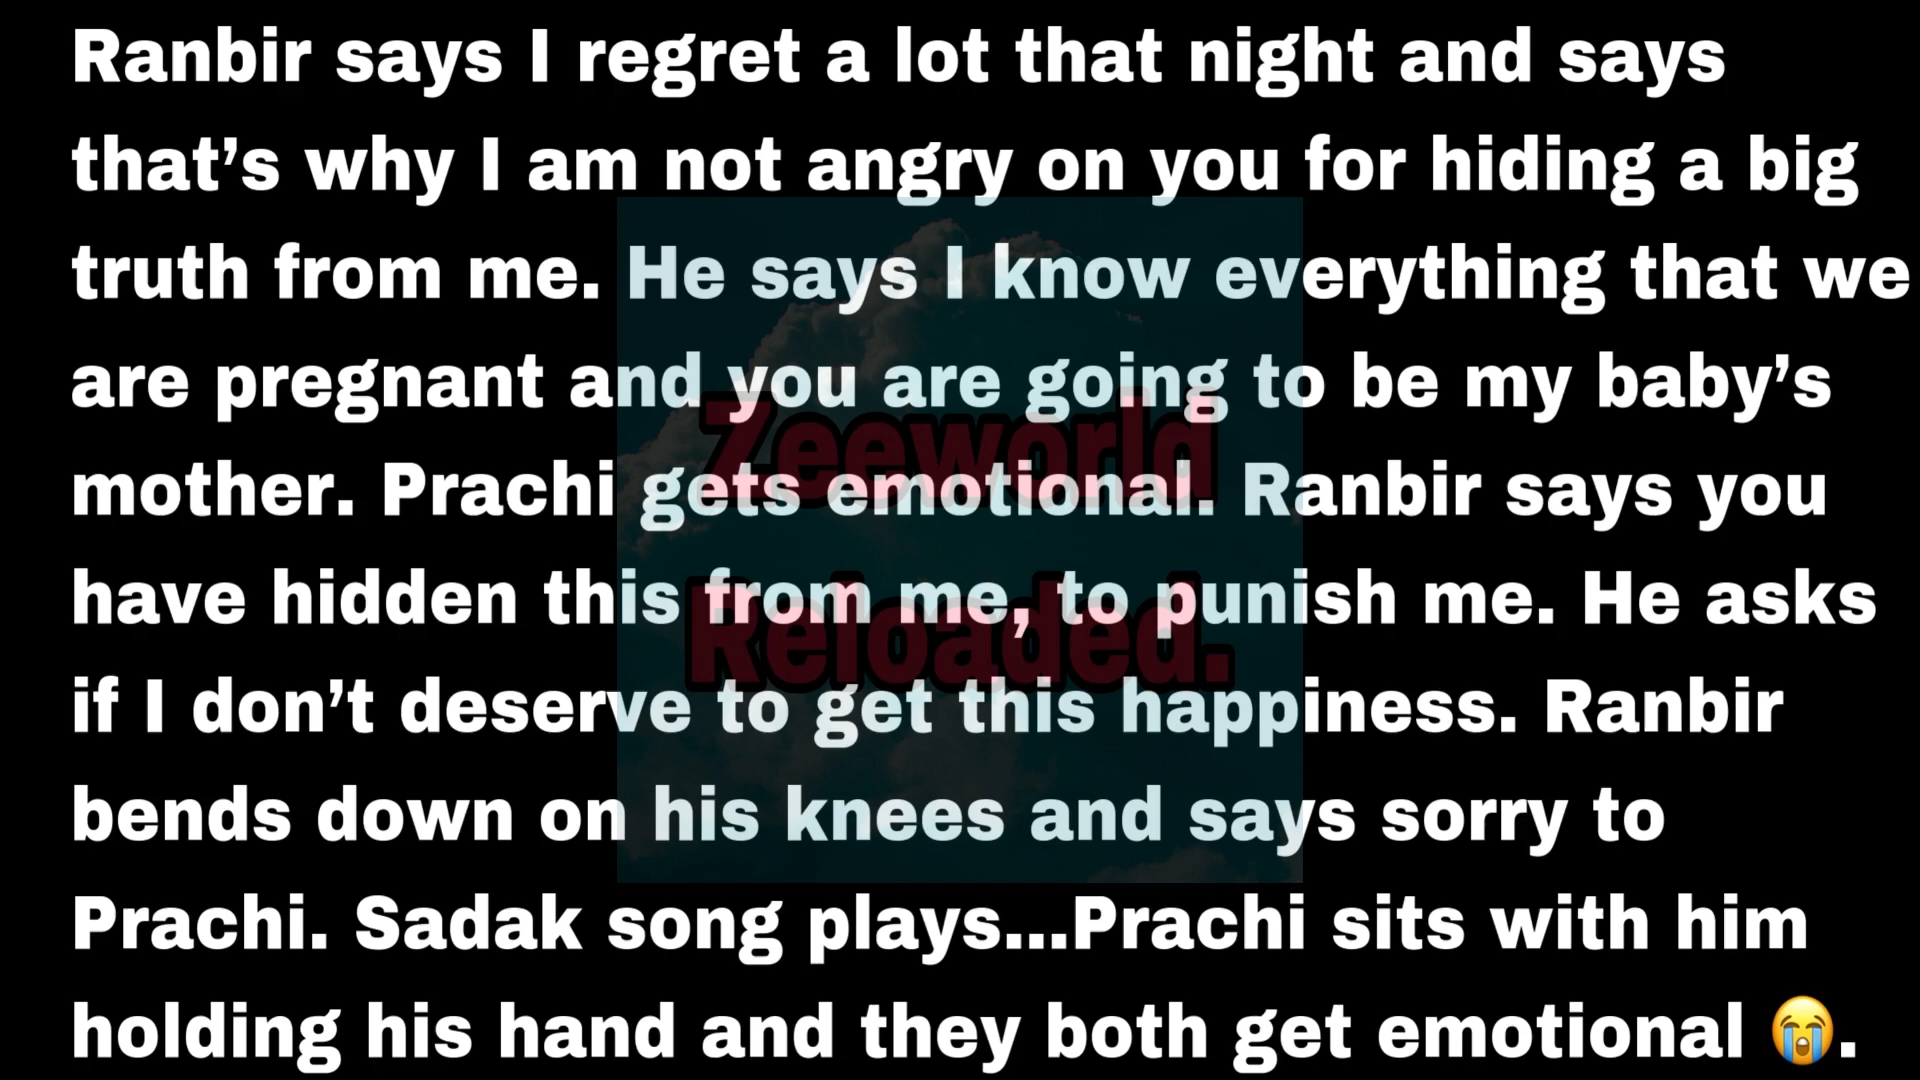 Ranbir says I regret a lot that night and says
that’s why I am not angry on you for hiding a big
truth from me. He says I know everything that we
are pregnant and you are going to be my baby’s
mother. Prachi gets emotional. Ranbir says you
have hidden this from me, to punish me. He asks
if I don’t deserve to get this happiness. Ranbir
bends down on his knees and says sorry to
Prachi. Sadak song plays...Prachi sits with him
holding his hand and they both get emotional 😭.
Zeeworld
Reloaded.